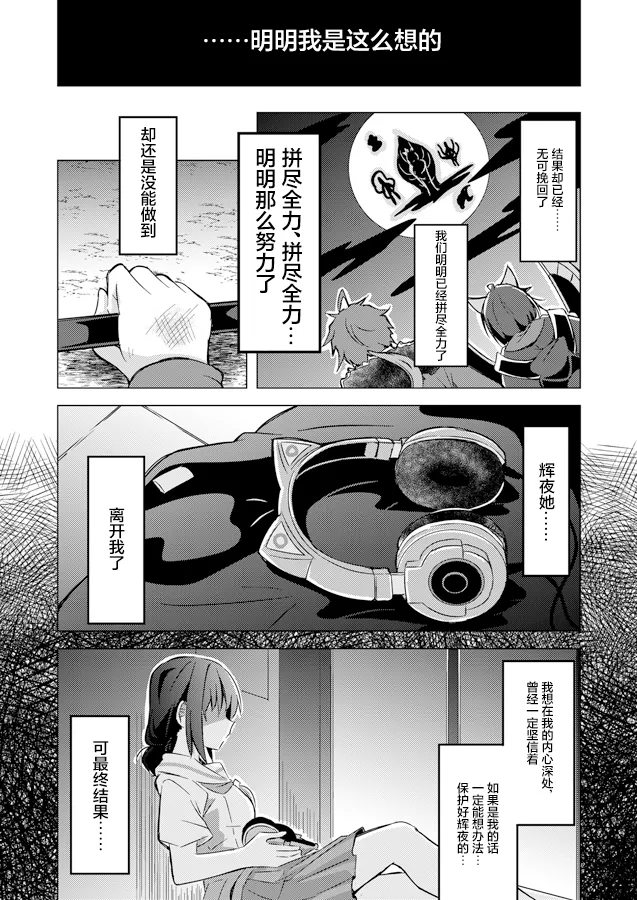 ……明明我是这么想的
结果却已经……
无可挽回了
我们明明已经拼尽全力了
拼尽全力、拼尽全力…
明明那么努力了
却还是没能做到
辉夜她……
离开我了
我想在我的内心深处，
曾经一定坚信着
如果是我的话
一定能想办法…
保护好辉夜的…
可最终结果……